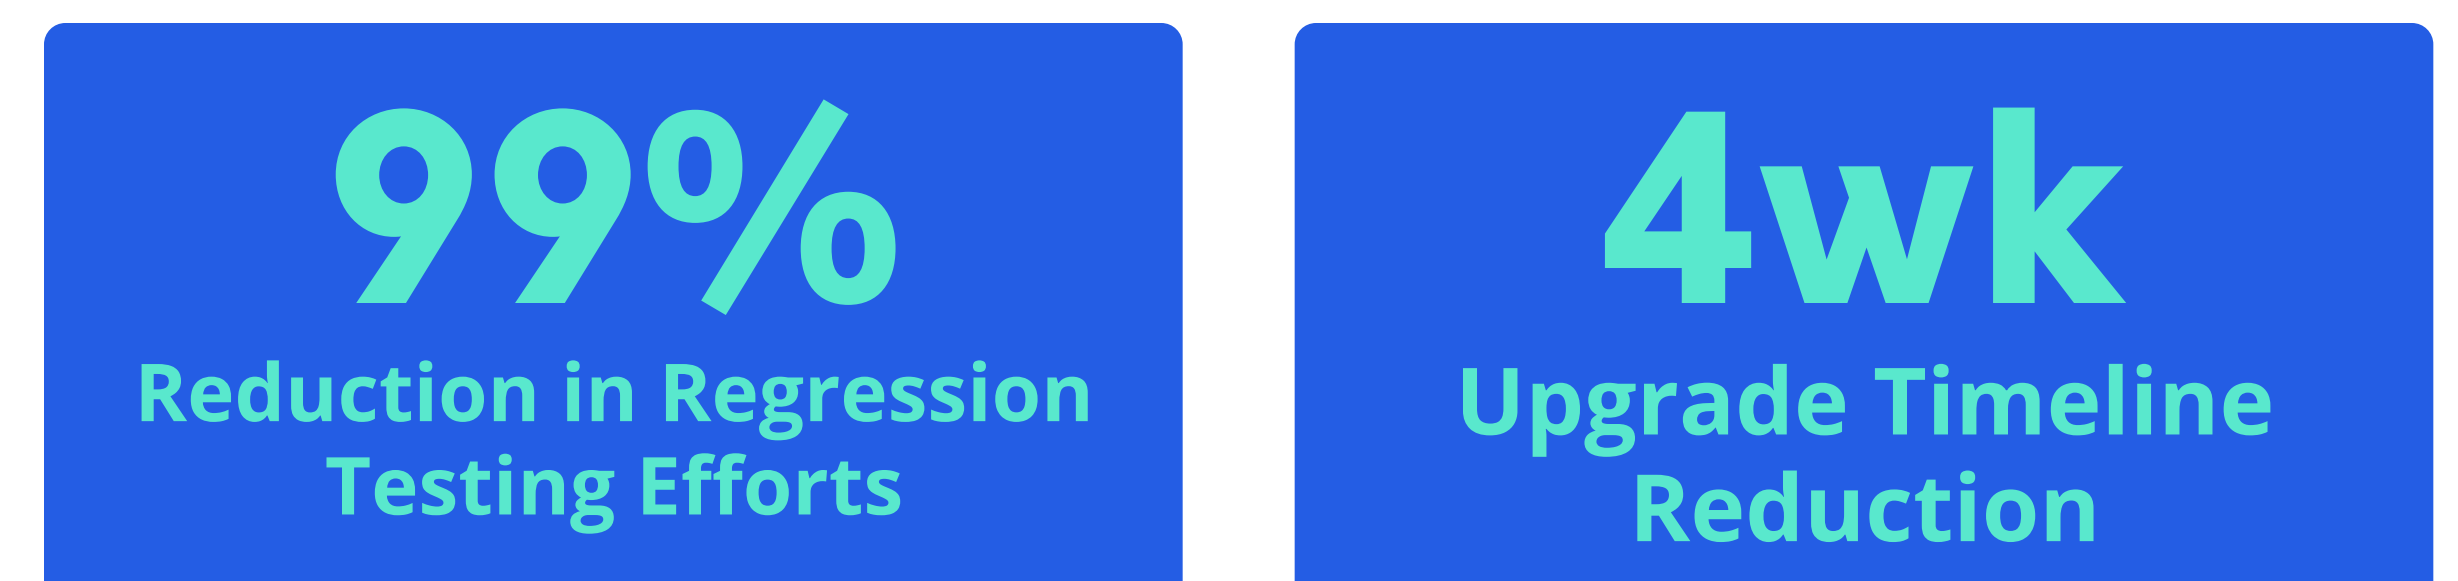 99%
Reduction in Regression
Testing Efforts
4wk
Upgrade Timeline
Reduction